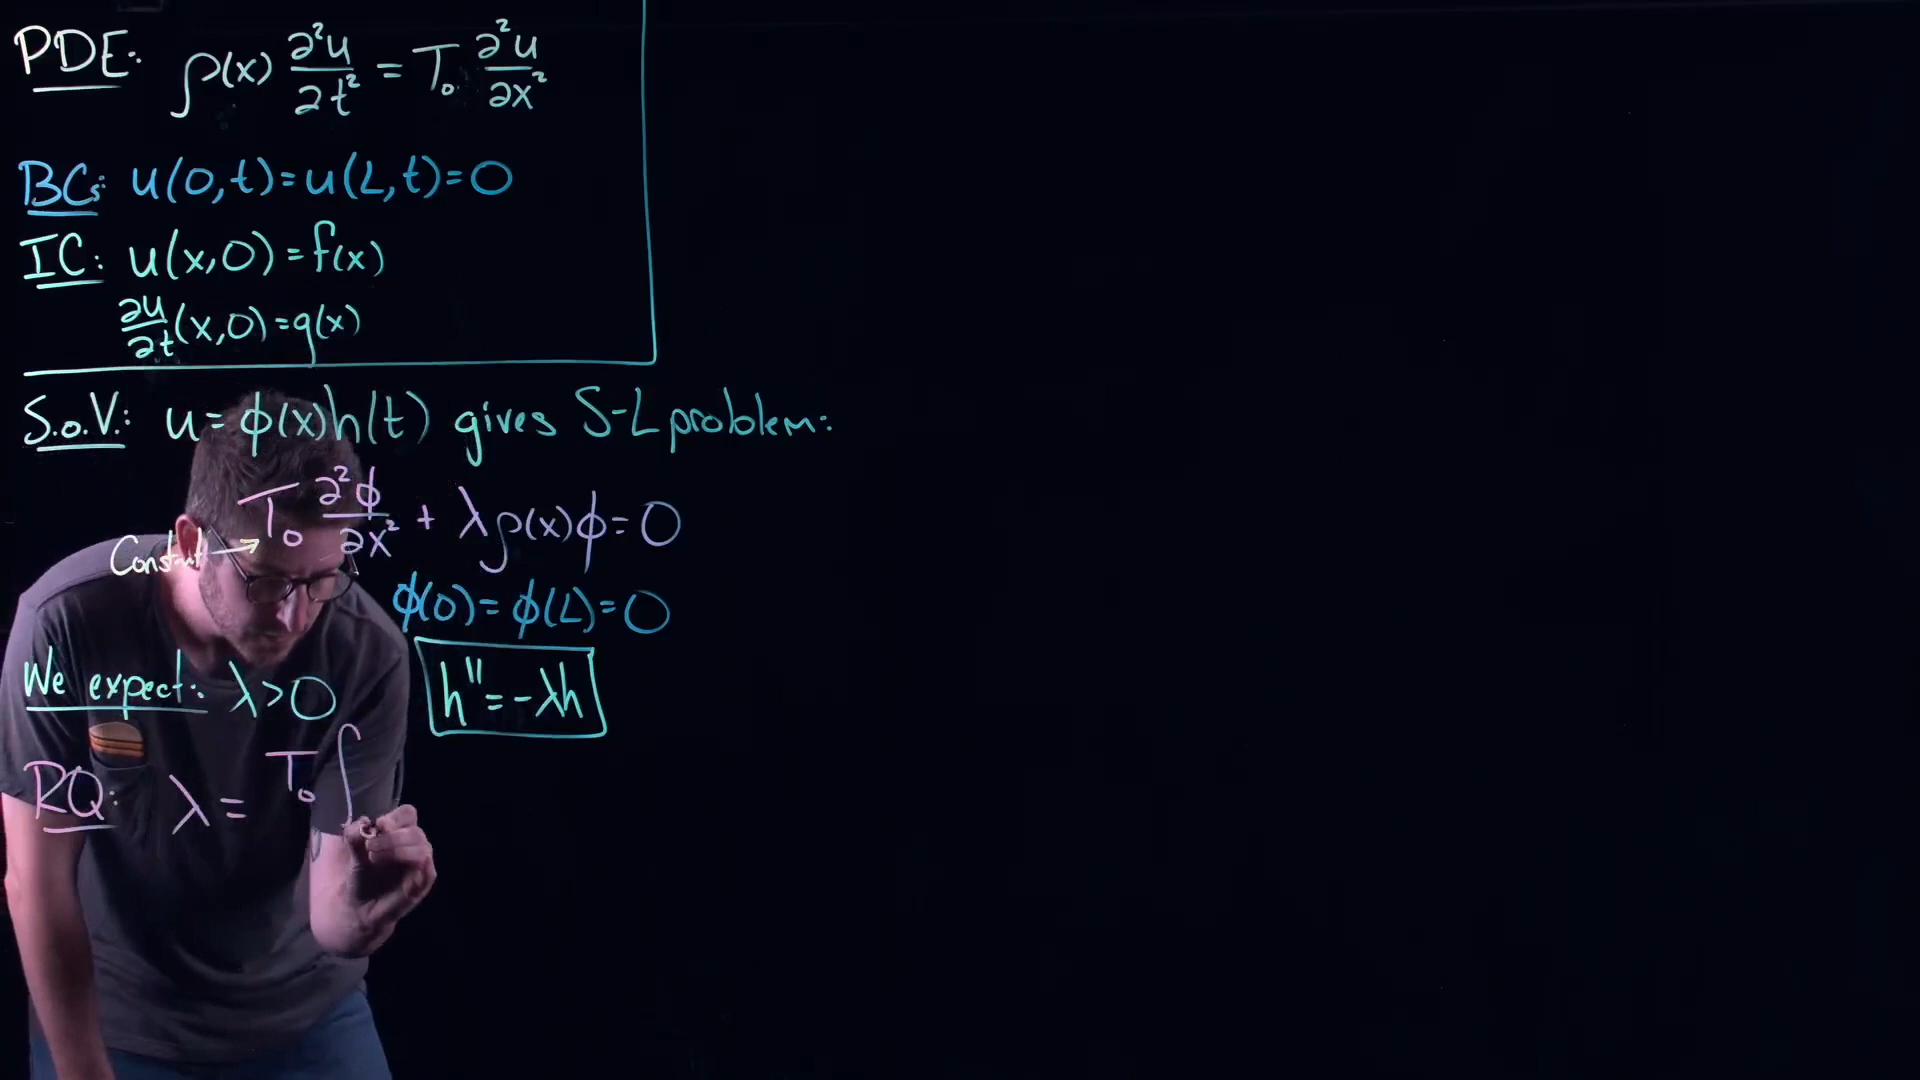 PDE: ρ(x) ∂²u/∂t² = T₀ ∂²u/∂x²
BCs: u(0,t)=u(L,t)=0
IC: u(x,0)=f(x)
∂u/∂t(x,0)=g(x)
S.o.V.: u=ϕ(x)h(t) gives S-L problem:
T₀ ∂²ϕ/∂x² + λρ(x)ϕ=0
Constant →
ϕ(0)=ϕ(L)=0
We expect: λ>0
h''=-λh
RQ: λ= T₀ ∫